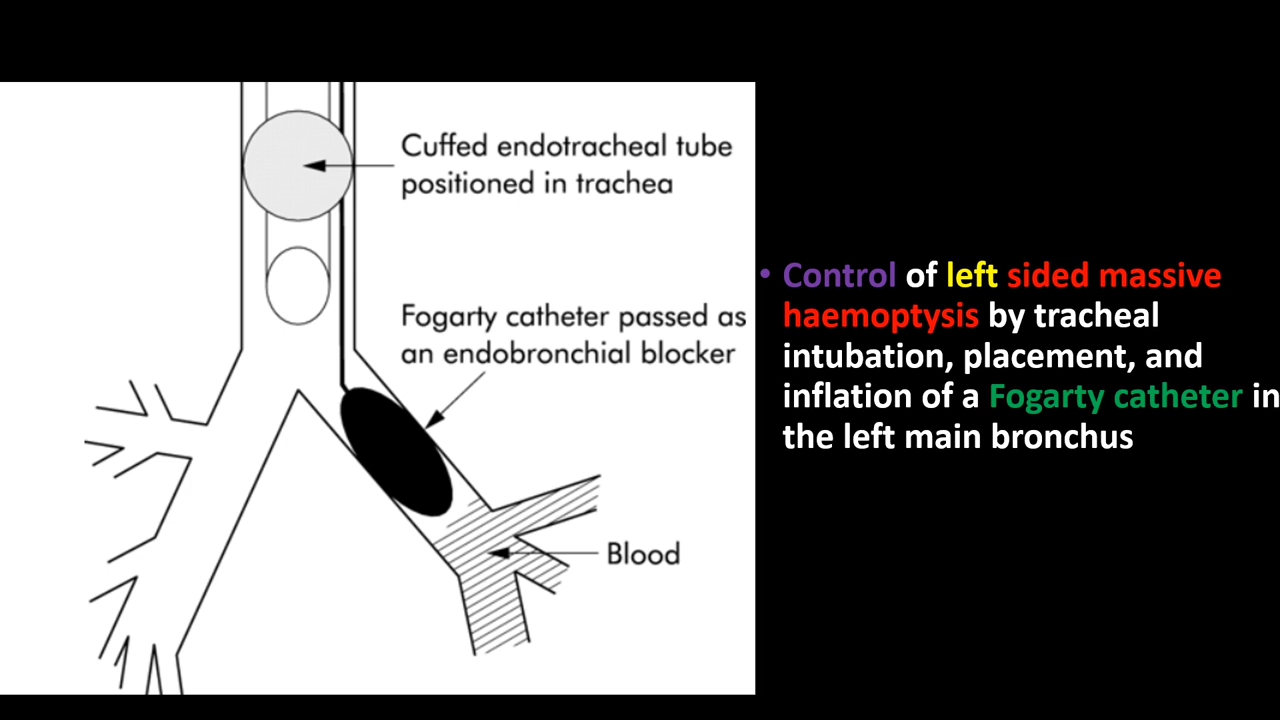 Cuffed endotracheal tube
positioned in trachea
Fogarty catheter passed as
an endobronchial blocker
Blood
• Control of left sided massive
haemoptysis by tracheal
intubation, placement, and
inflation of a Fogarty catheter in
the left main bronchus